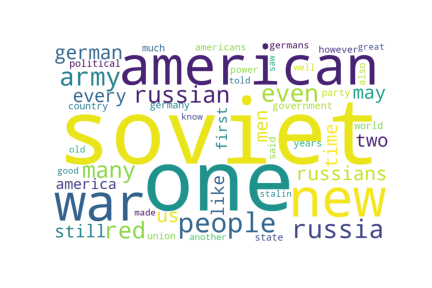 german much americans germans however great
political american saw
army power told well also
every russian even may
country germany men government party
know first world
soviet
old said time two
good many years russians
america one new
war like stalin
made us people russia
still red union another state